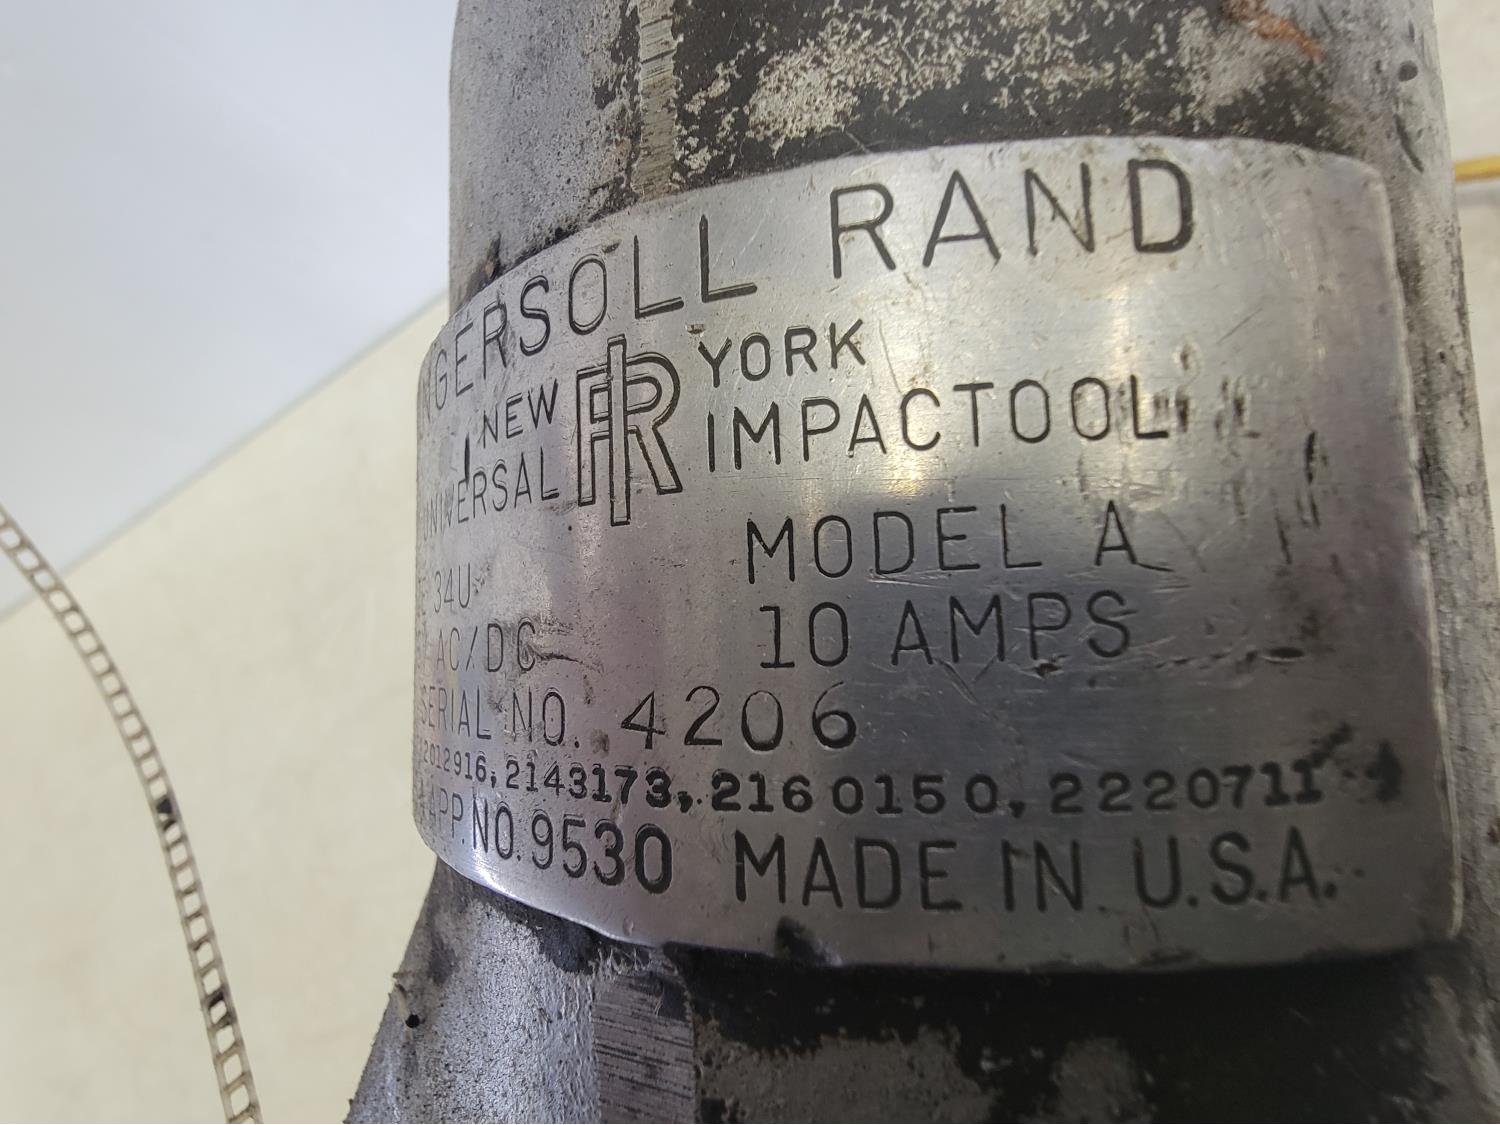 INGERSOLL RAND
NEW IR YORK
UNIVERSAL IMPACTOOL
34U MODEL A
AC/DC 10 AMPS
SERIAL NO. 4206
2012916, 2143173, 2160150, 2220711
APP. NO. 9530 MADE IN U.S.A.